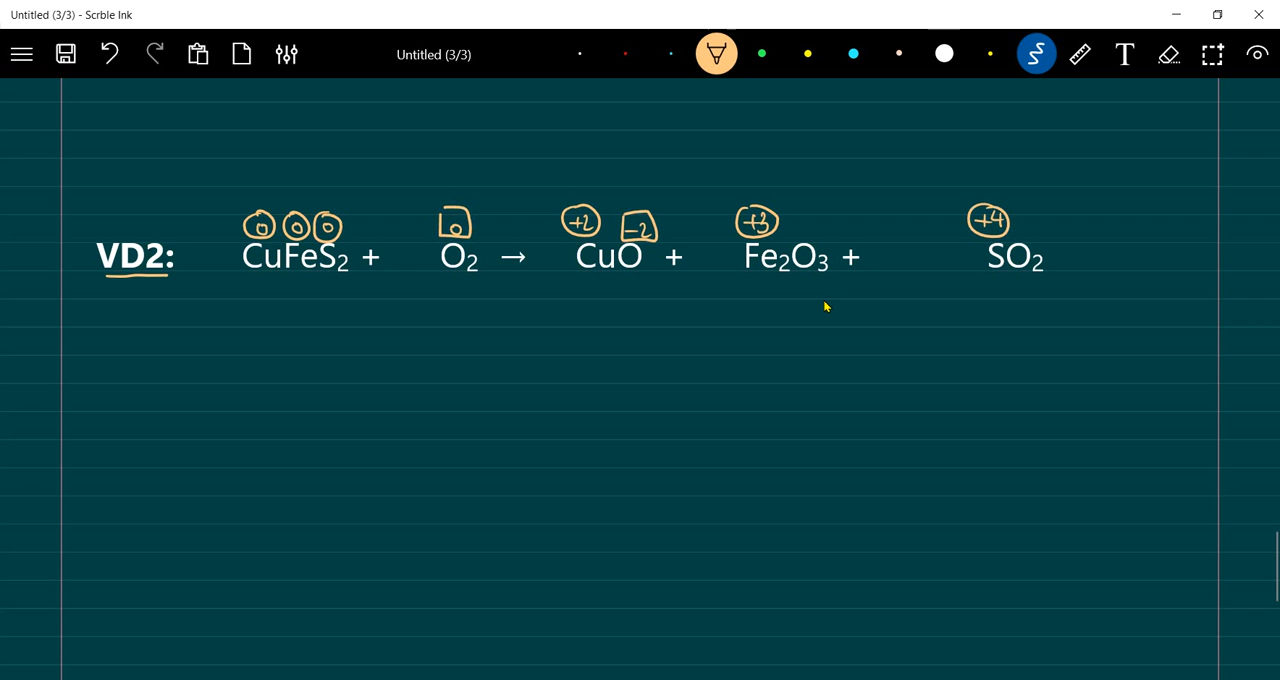 Untitled (3/3) - Scrble Ink
Untitled (3/3)
T
0 0 0 0 +2 -2 +3 +4
VD2: CuFeS₂ + O₂ → CuO + Fe₂O₃ + SO₂